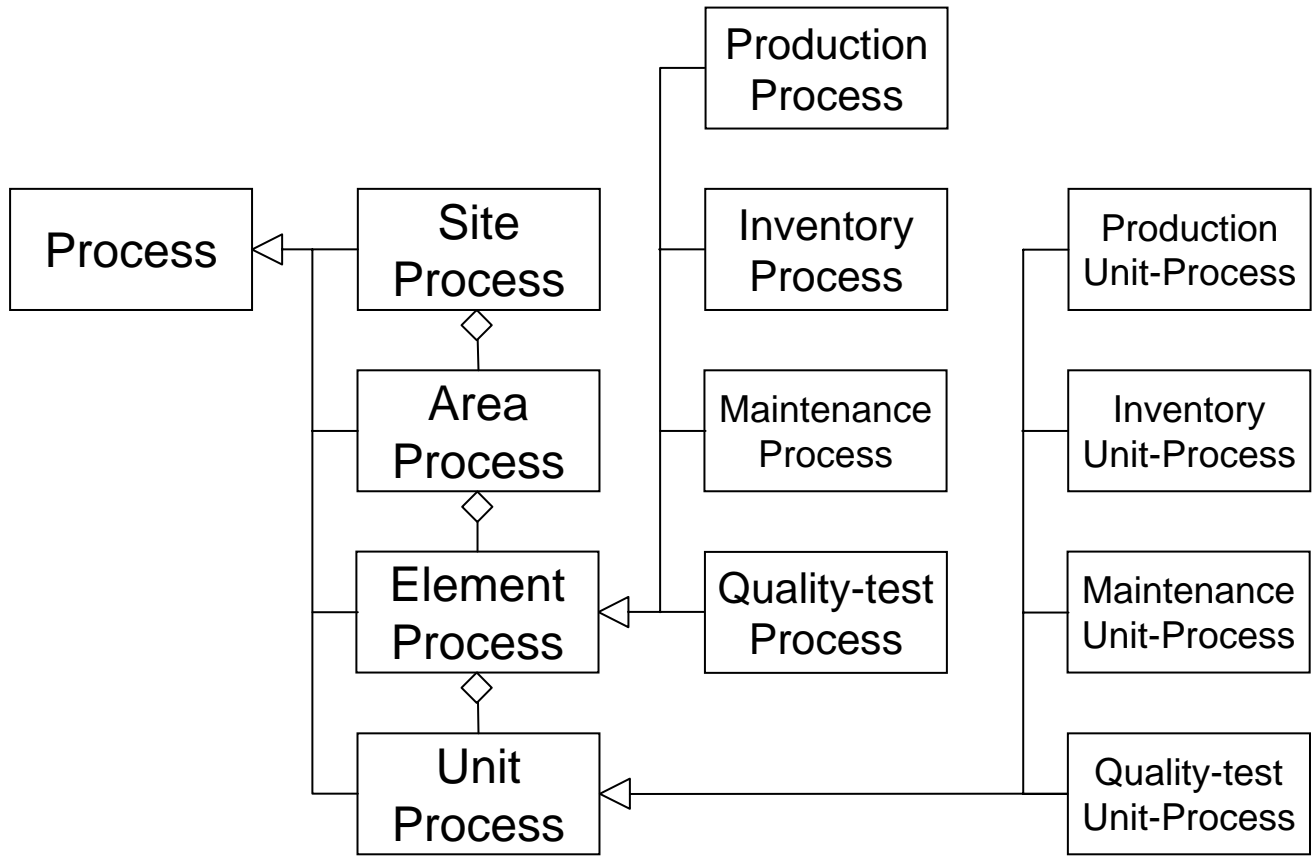 Production
Process
Process
Site
Process
Inventory
Process
Production
Unit-Process
Area
Process
Maintenance
Process
Inventory
Unit-Process
Element
Process
Quality-test
Process
Maintenance
Unit-Process
Unit
Process
Quality-test
Unit-Process